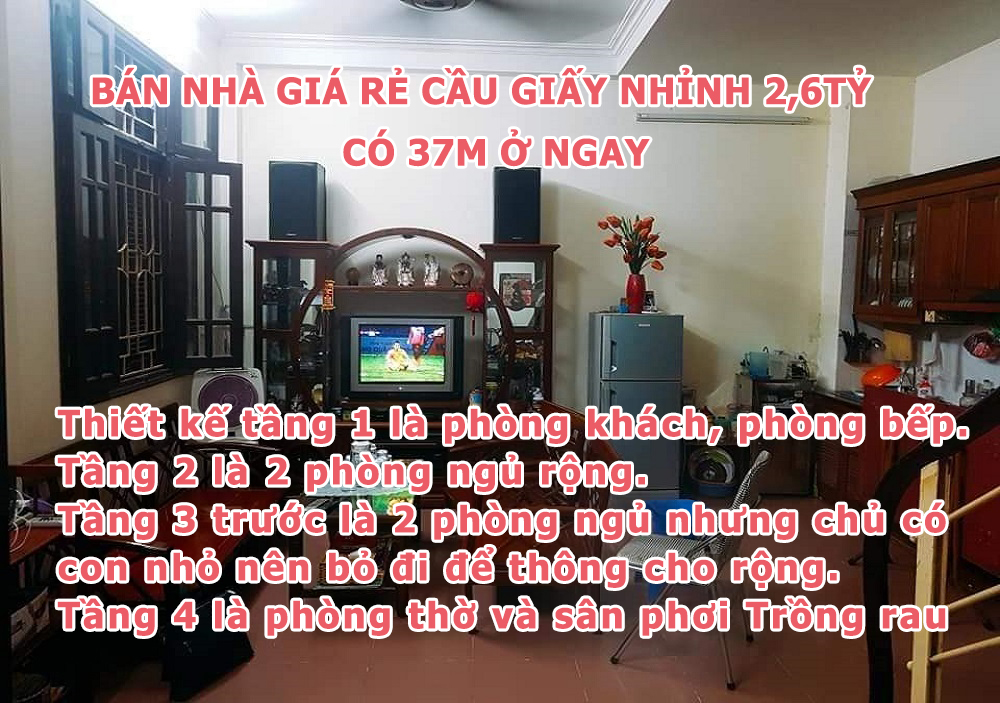 BÁN NHÀ GIÁ RẺ CẦU GIẤY NHỈNH 2,6TỶ
CÓ 37M Ở NGAY
Thiết kế tầng 1 là phòng khách, phòng bếp.
Tầng 2 là 2 phòng ngủ rộng.
Tầng 3 trước là 2 phòng ngủ nhưng chủ có
con nhỏ nên bỏ đi để thông cho rộng.
Tầng 4 là phòng thờ và sân phơi Trồng rau